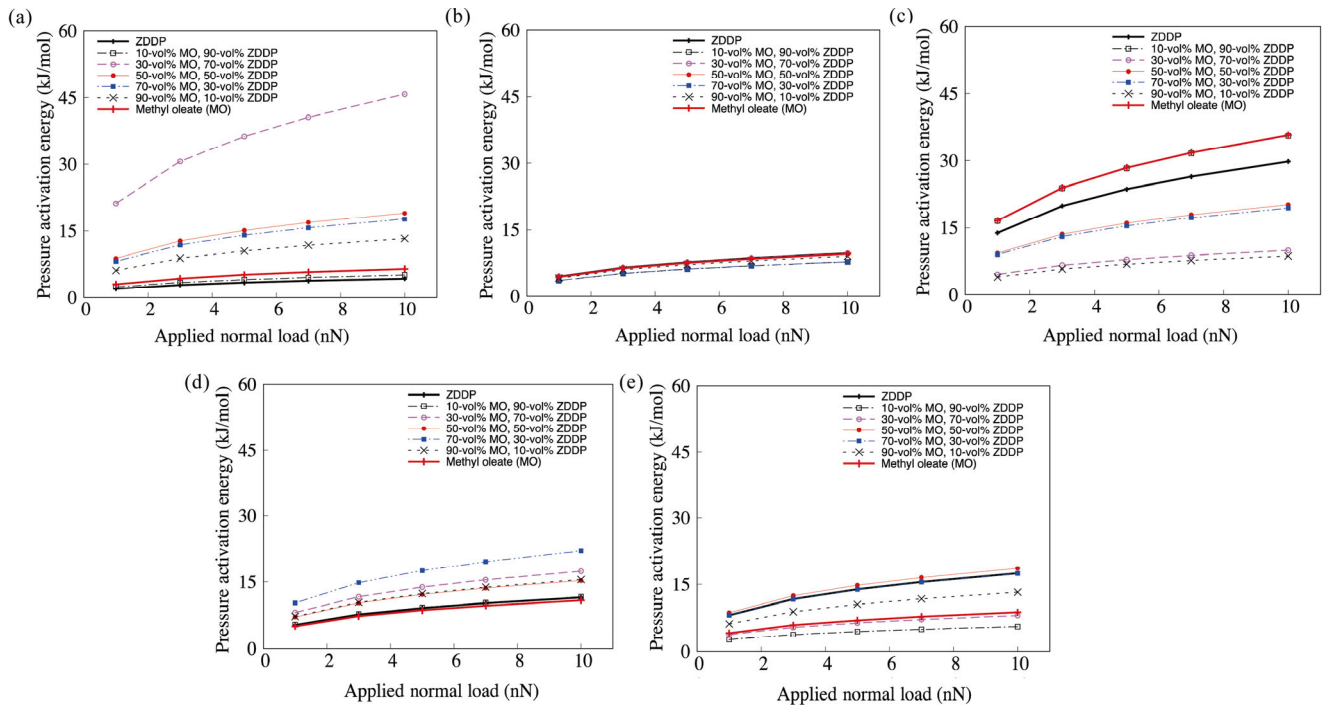 (a)
Pressure activation energy (kJ/mol)
60
45
30
15
0
ZDDP
10-vol% MO, 90-vol% ZDDP
30-vol% MO, 70-vol% ZDDP
50-vol% MO, 50-vol% ZDDP
70-vol% MO, 30-vol% ZDDP
90-vol% MO, 10-vol% ZDDP
Methyl oleate (MO)
0 2 4 6 8 10
Applied normal load (nN)
(b)
Pressure activation energy (kJ/mol)
60
45
30
15
0
ZDDP
10-vol% MO, 90-vol% ZDDP
30-vol% MO, 70-vol% ZDDP
50-vol% MO, 50-vol% ZDDP
70-vol% MO, 30-vol% ZDDP
90-vol% MO, 10-vol% ZDDP
Methyl oleate (MO)
0 2 4 6 8 10
Applied normal load (nN)
(c)
Pressure activation energy (kJ/mol)
60
45
30
15
0
ZDDP
10-vol% MO, 90-vol% ZDDP
30-vol% MO, 70-vol% ZDDP
50-vol% MO, 50-vol% ZDDP
70-vol% MO, 30-vol% ZDDP
90-vol% MO, 10-vol% ZDDP
Methyl oleate (MO)
0 2 4 6 8 10
Applied normal load (nN)
(d)
Pressure activation energy (kJ/mol)
60
45
30
15
0
ZDDP
10-vol% MO, 90-vol% ZDDP
30-vol% MO, 70-vol% ZDDP
50-vol% MO, 50-vol% ZDDP
70-vol% MO, 30-vol% ZDDP
90-vol% MO, 10-vol% ZDDP
Methyl oleate (MO)
0 2 4 6 8 10
Applied normal load (nN)
(e)
Pressure activation energy (kJ/mol)
60
45
30
15
0
ZDDP
10-vol% MO, 90-vol% ZDDP
30-vol% MO, 70-vol% ZDDP
50-vol% MO, 50-vol% ZDDP
70-vol% MO, 30-vol% ZDDP
90-vol% MO, 10-vol% ZDDP
Methyl oleate (MO)
0 2 4 6 8 10
Applied normal load (nN)